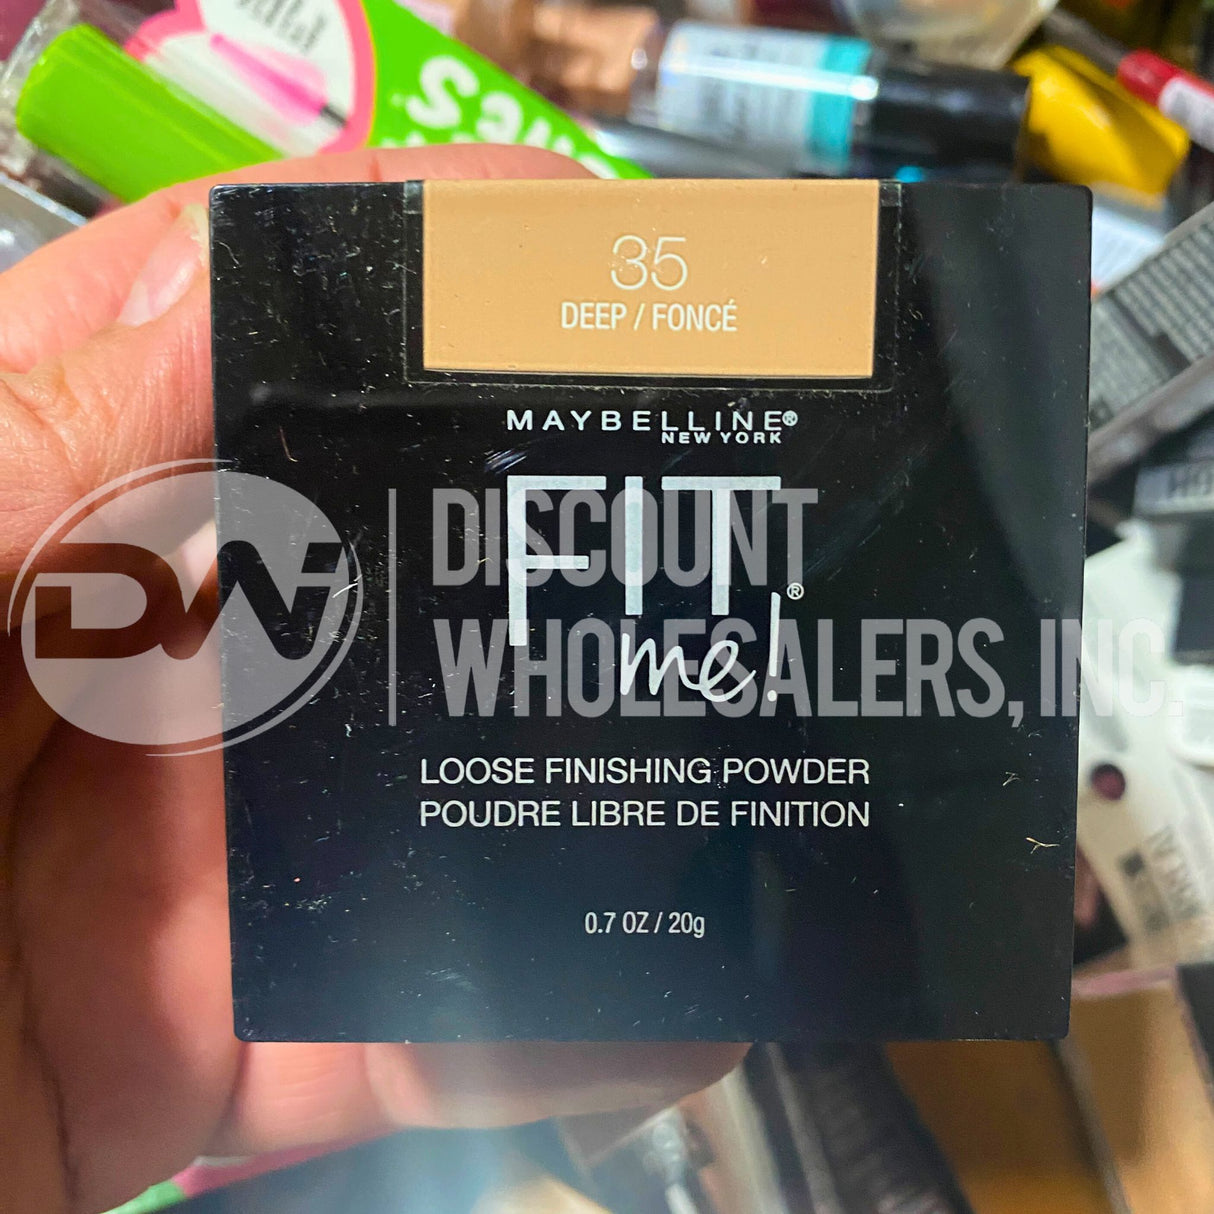 35
DEEP / FONCÉ
MAYBELLINE®
NEW YORK
FIT®
me!
DW
DISCOUNT
WHOLESALERS, INC.
LOOSE FINISHING POWDER
POUDRE LIBRE DE FINITION
0.7 OZ / 20g